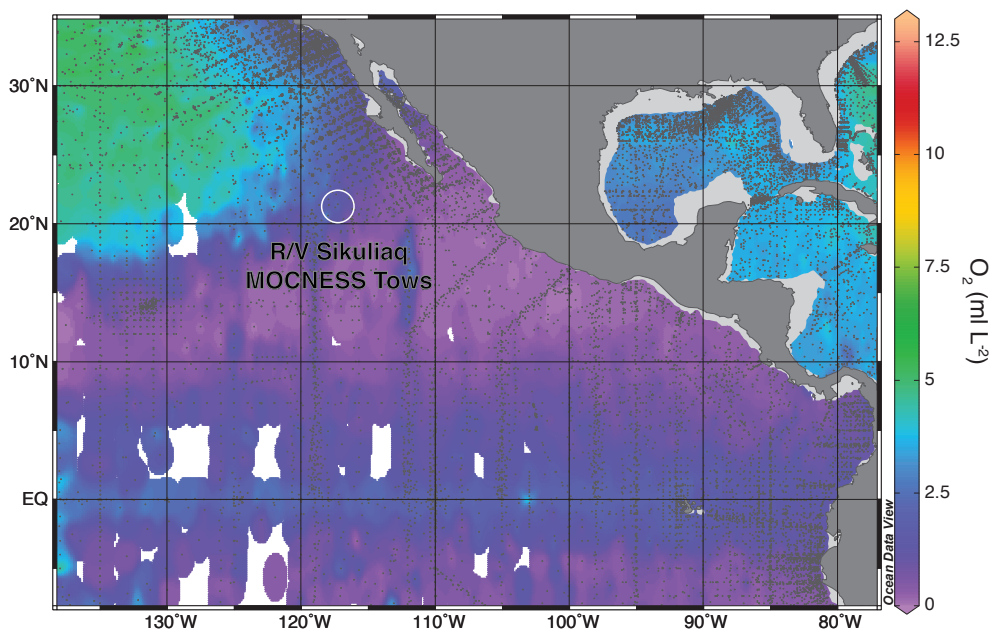 12.5
30°N
10
20°N
R/V Sikuliaq
MOCNESS Tows
7.5
O₂ (ml L⁻²)
10°N
5
EQ
2.5
Ocean Data View
0
130°W
120°W
110°W
100°W
90°W
80°W